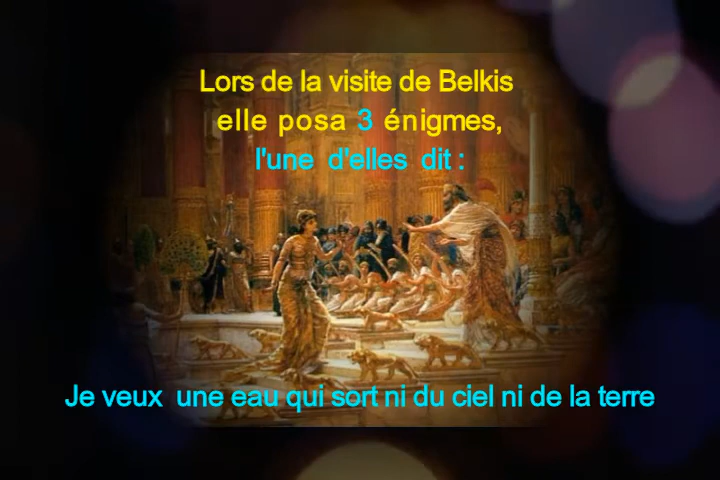 Lors de la visite de Belkis
elle posa 3 énigmes,
l'une d'elles dit :
Je veux une eau qui sort ni du ciel ni de la terre